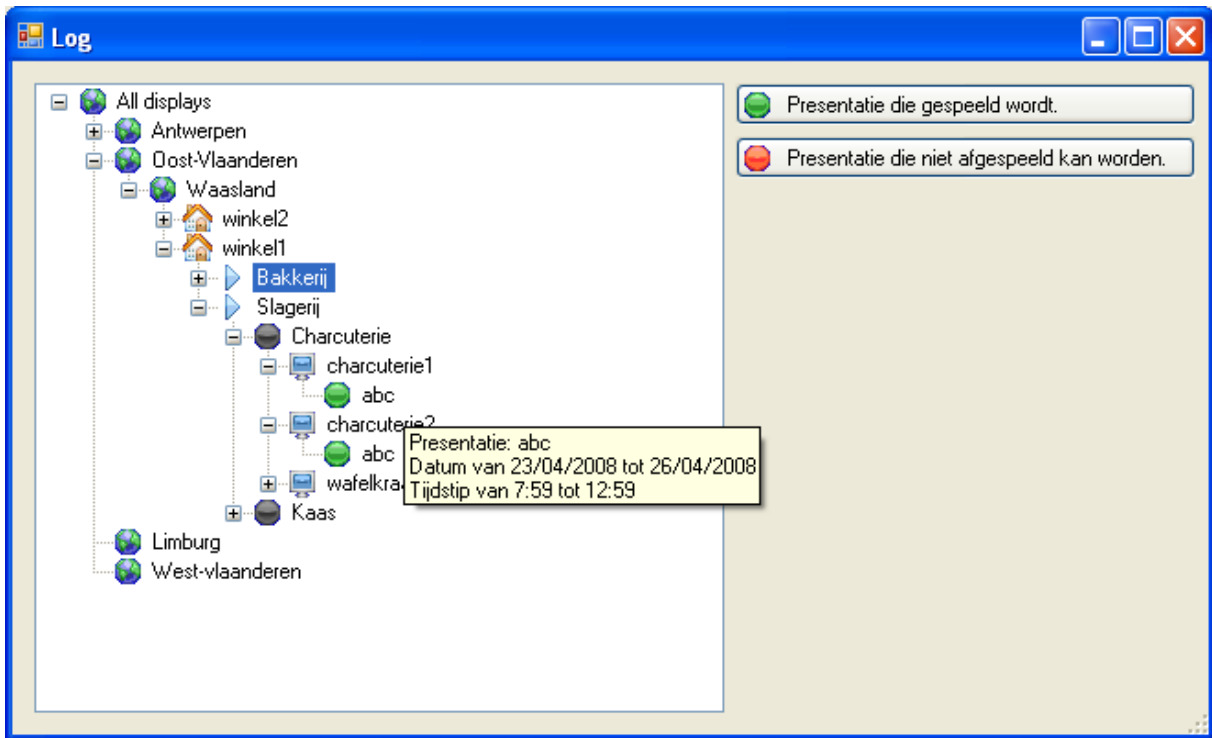 Log
All displays
Antwerpen
Oost-Vlaanderen
Waasland
winkel2
winkel1
Bakkerij
Slagerij
Charcuterie
charcuterie1
abc
charcuterie2
abc
Presentatie: abc
Datum van 23/04/2008 tot 26/04/2008
Tijdstip van 7:59 tot 12:59
Kaas
Limburg
West-vlaanderen
Presentatie die gespeeld wordt.
Presentatie die niet afgespeeld kan worden.